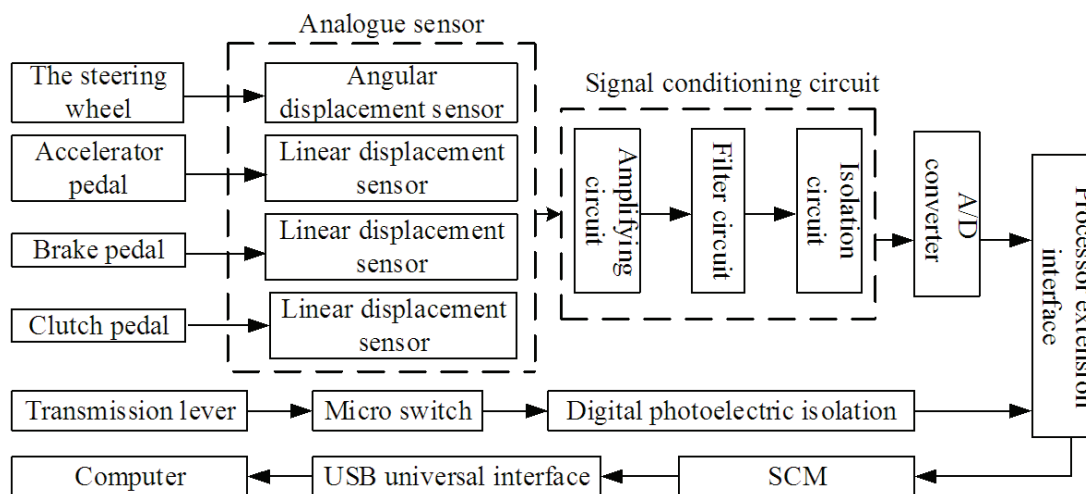 Analogue sensor
The steering
wheel
Angular
displacement sensor
Accelerator
pedal
Linear displacement
sensor
Brake pedal
Linear displacement
sensor
Clutch pedal
Linear displacement
sensor
Signal conditioning circuit
Amplifying
circuit
Filter circuit
Isolation
circuit
A/D
converter
Processor extension
interface
Transmission lever
Micro switch
Digital photoelectric isolation
Computer
USB universal interface
SCM